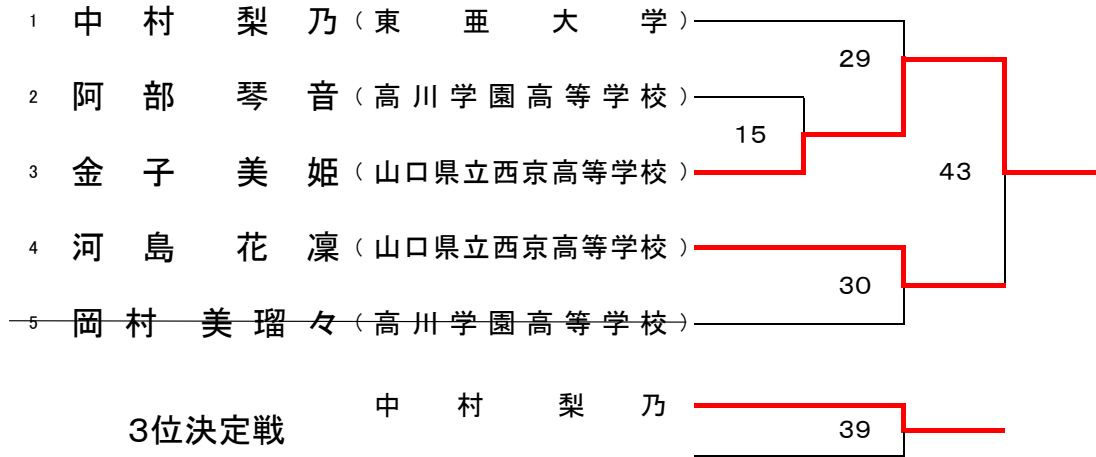 1 中村 梨乃（東亜大学）
29
2 阿部 琴音（高川学園高等学校）
15
3 金子 美姫（山口県立西京高等学校）
43
4 河島 花凜（山口県立西京高等学校）
30
5 岡村 美瑠々（高川学園高等学校）
中村 梨乃
3位決定戦
39